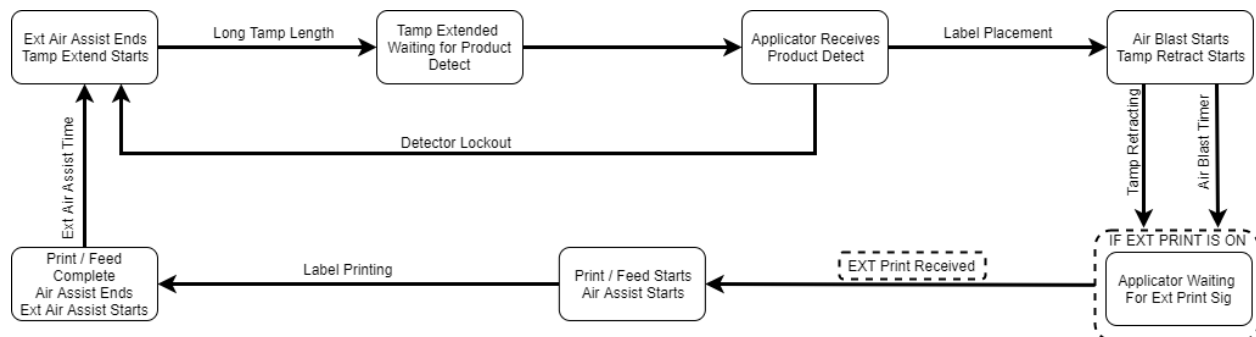 Ext Air Assist Ends
Tamp Extend Starts
Long Tamp Length
Tamp Extended
Waiting for Product
Detect
Applicator Receives
Product Detect
Label Placement
Air Blast Starts
Tamp Retract Starts
Detector Lockout
Ext Air Assist Time
Tamp Retracting
Air Blast Timer
IF EXT PRINT IS ON
Applicator Waiting
For Ext Print Sig
EXT Print Received
Print / Feed Starts
Air Assist Starts
Label Printing
Print / Feed
Complete
Air Assist Ends
Ext Air Assist Starts